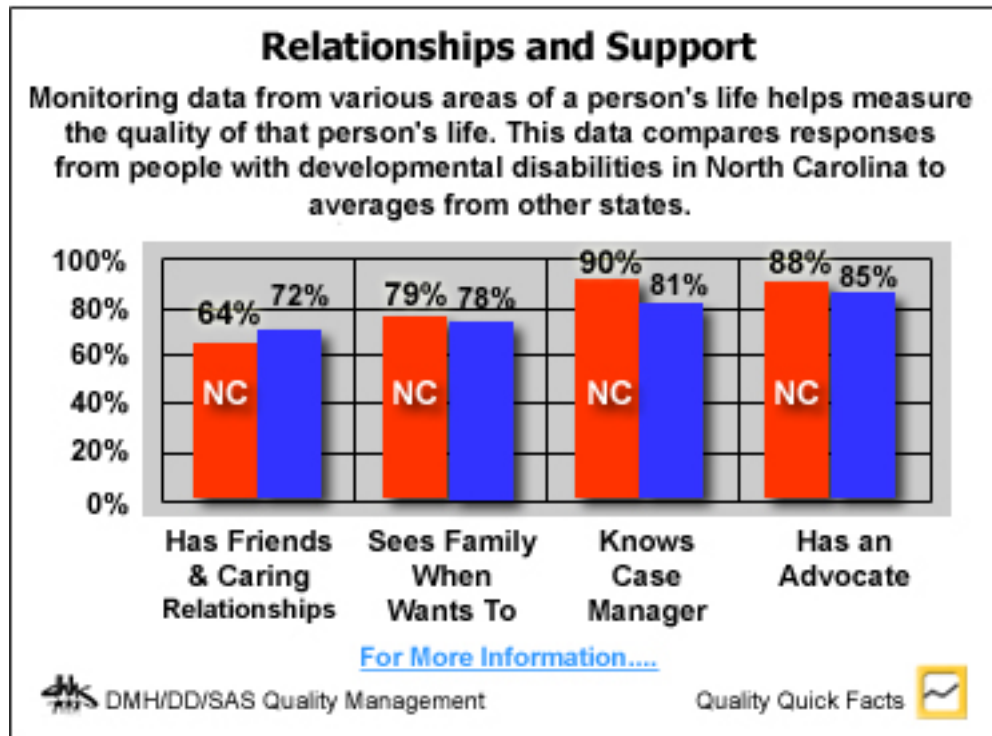 Relationships and Support
Monitoring data from various areas of a person's life helps measure
the quality of that person's life. This data compares responses
from people with developmental disabilities in North Carolina to
averages from other states.
100%
80%
60%
40%
20%
0%
64%
72%
79%
78%
90%
81%
88%
85%
NC
NC
NC
NC
Has Friends
& Caring
Relationships
Sees Family
When
Wants To
Knows
Case
Manager
Has an
Advocate
For More Information....
DMH/DD/SAS Quality Management
Quality Quick Facts